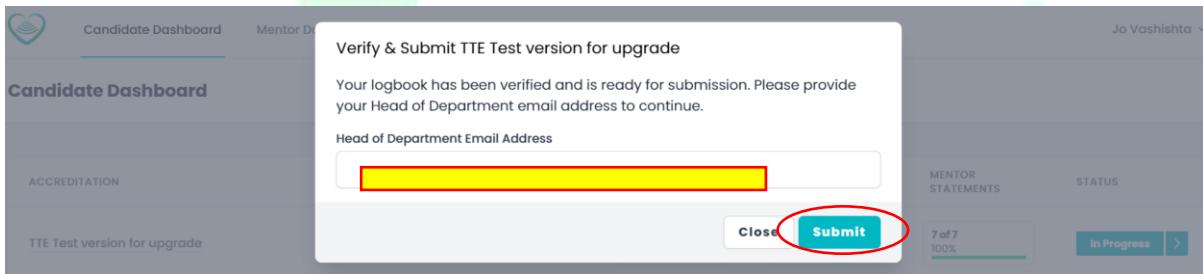 Candidate Dashboard
Mentor D
Jo Vashishta
Candidate Dashboard
Verify & Submit TTE Test version for upgrade
Your logbook has been verified and is ready for submission. Please provide
your Head of Department email address to continue.
Head of Department Email Address
Close
Submit
ACCREDITATION
MENTOR
STATEMENTS
STATUS
TTE Test version for upgrade
7 of 7
100%
In Progress